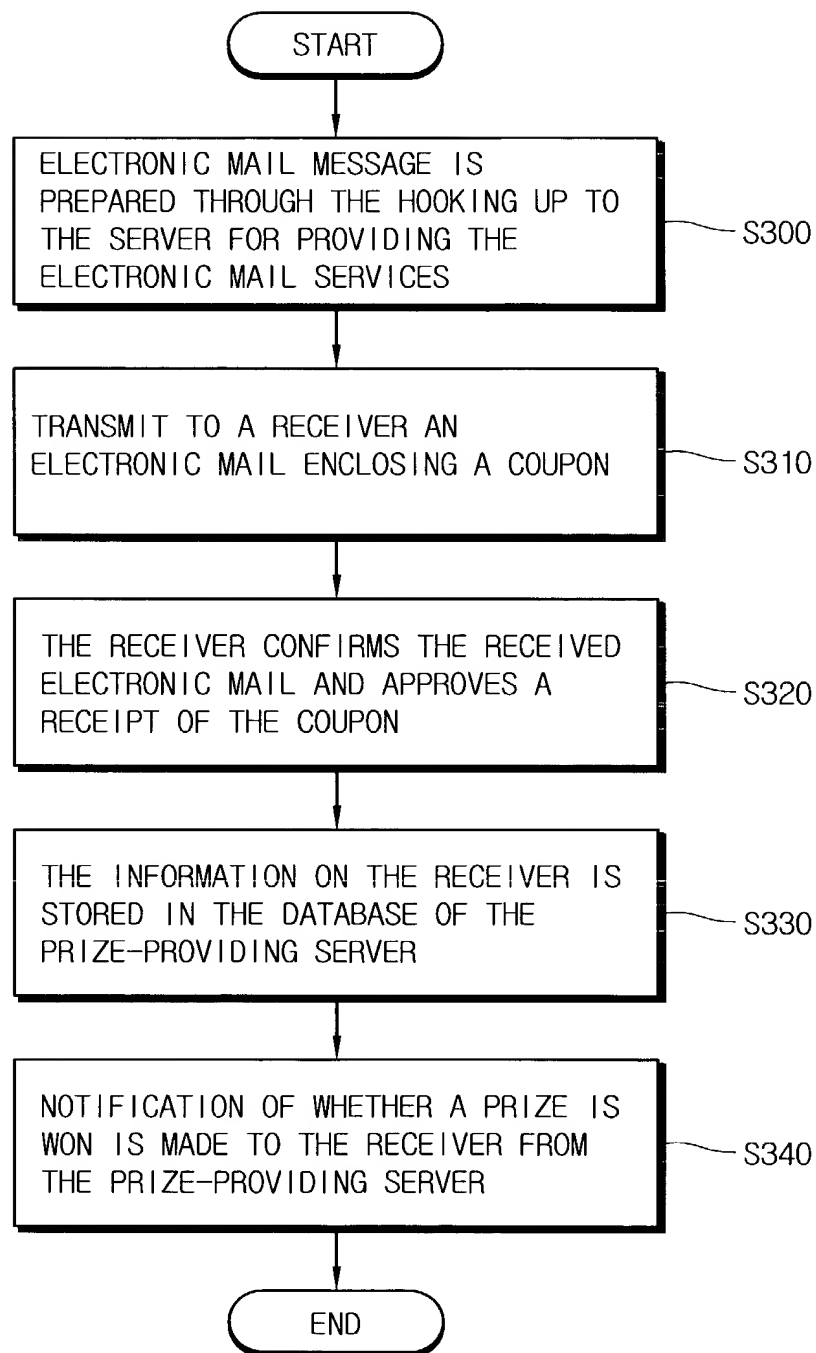 START
ELECTRONIC MAIL MESSAGE IS
PREPARED THROUGH THE HOOKING UP TO
THE SERVER FOR PROVIDING THE
ELECTRONIC MAIL SERVICES
S300
TRANSMIT TO A RECEIVER AN
ELECTRONIC MAIL ENCLOSING A COUPON
S310
THE RECEIVER CONFIRMS THE RECEIVED
ELECTRONIC MAIL AND APPROVES A
RECEIPT OF THE COUPON
S320
THE INFORMATION ON THE RECEIVER IS
STORED IN THE DATABASE OF THE
PRIZE-PROVIDING SERVER
S330
NOTIFICATION OF WHETHER A PRIZE IS
WON IS MADE TO THE RECEIVER FROM
THE PRIZE-PROVIDING SERVER
S340
END